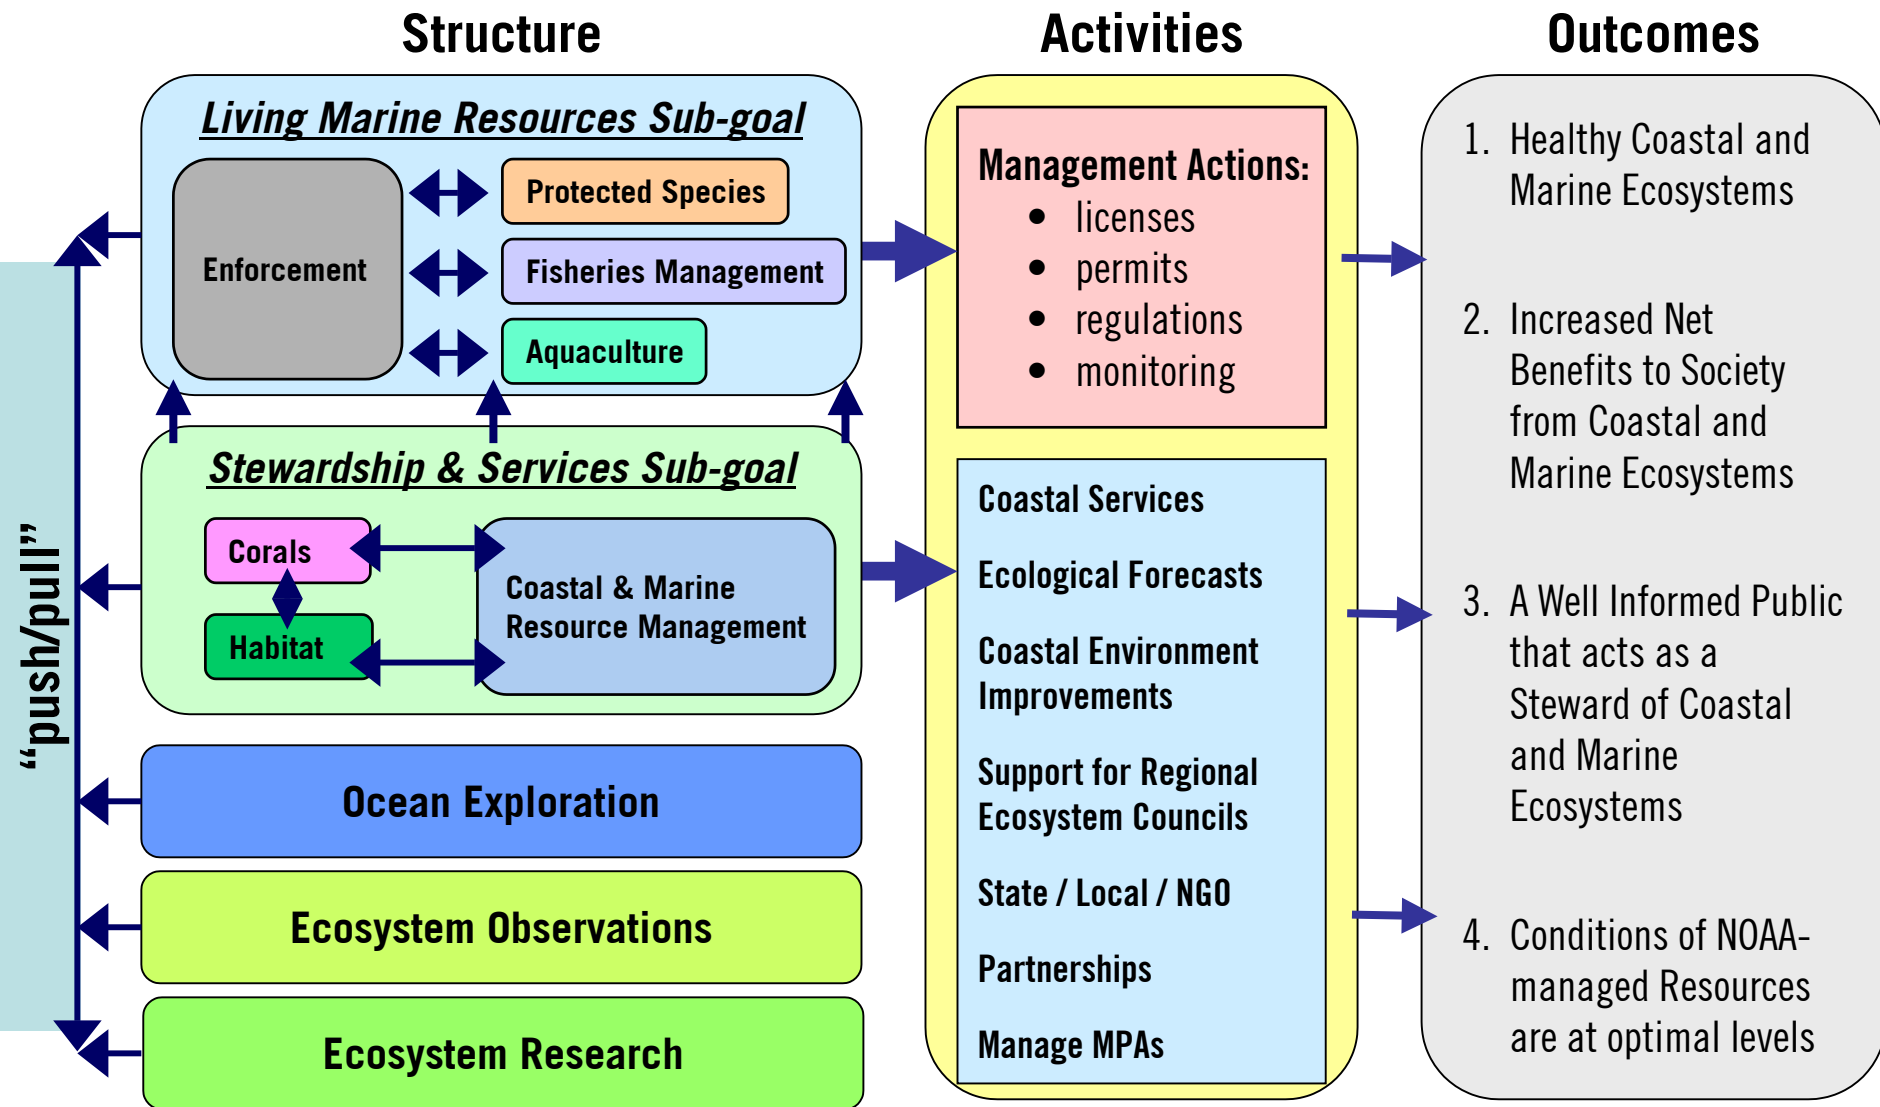 Structure
Activities
Outcomes
"push/pull"
Living Marine Resources Sub-goal
Enforcement
Protected Species
Fisheries Management
Aquaculture
Stewardship & Services Sub-goal
Corals
Habitat
Coastal & Marine
Resource Management
Ocean Exploration
Ecosystem Observations
Ecosystem Research
Management Actions:
• licenses
• permits
• regulations
• monitoring
Coastal Services
Ecological Forecasts
Coastal Environment
Improvements
Support for Regional
Ecosystem Councils
State / Local / NGO
Partnerships
Manage MPAs
1. Healthy Coastal and
Marine Ecosystems
2. Increased Net
Benefits to Society
from Coastal and
Marine Ecosystems
3. A Well Informed Public
that acts as a
Steward of Coastal
and Marine
Ecosystems
4. Conditions of NOAA-
managed Resources
are at optimal levels